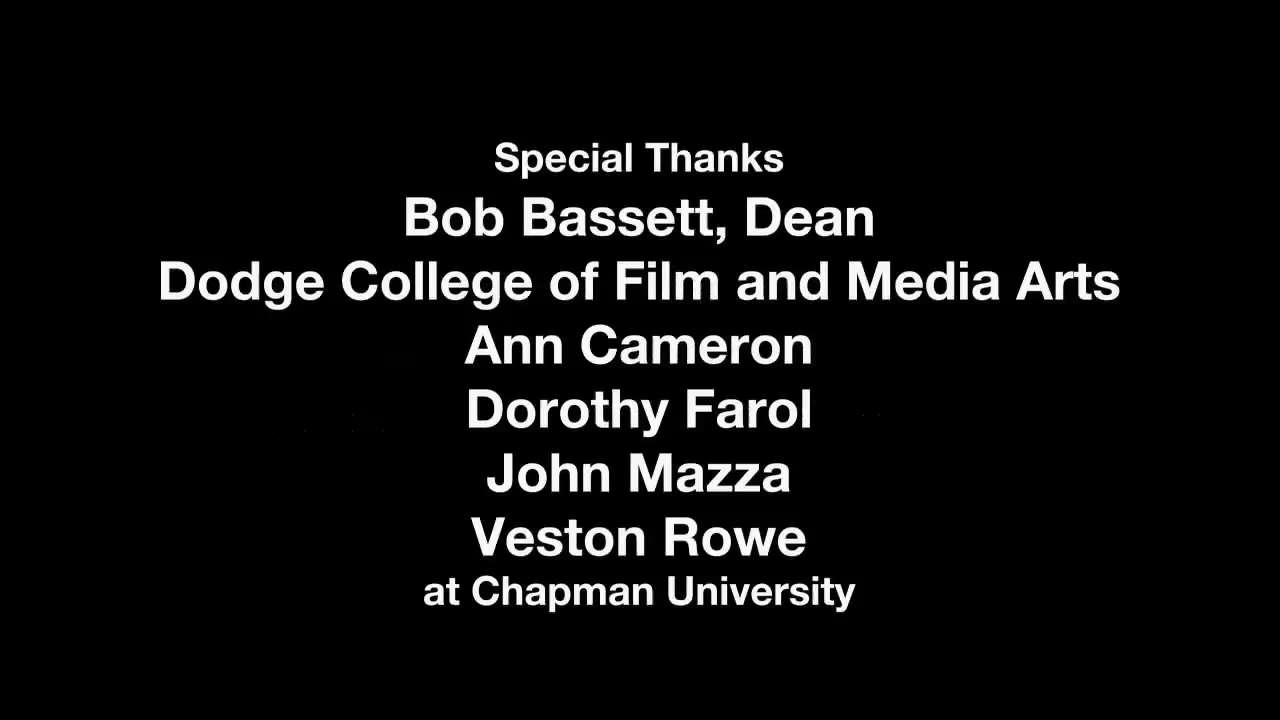 Special Thanks
Bob Bassett, Dean
Dodge College of Film and Media Arts
Ann Cameron
Dorothy Farol
John Mazza
Veston Rowe
at Chapman University